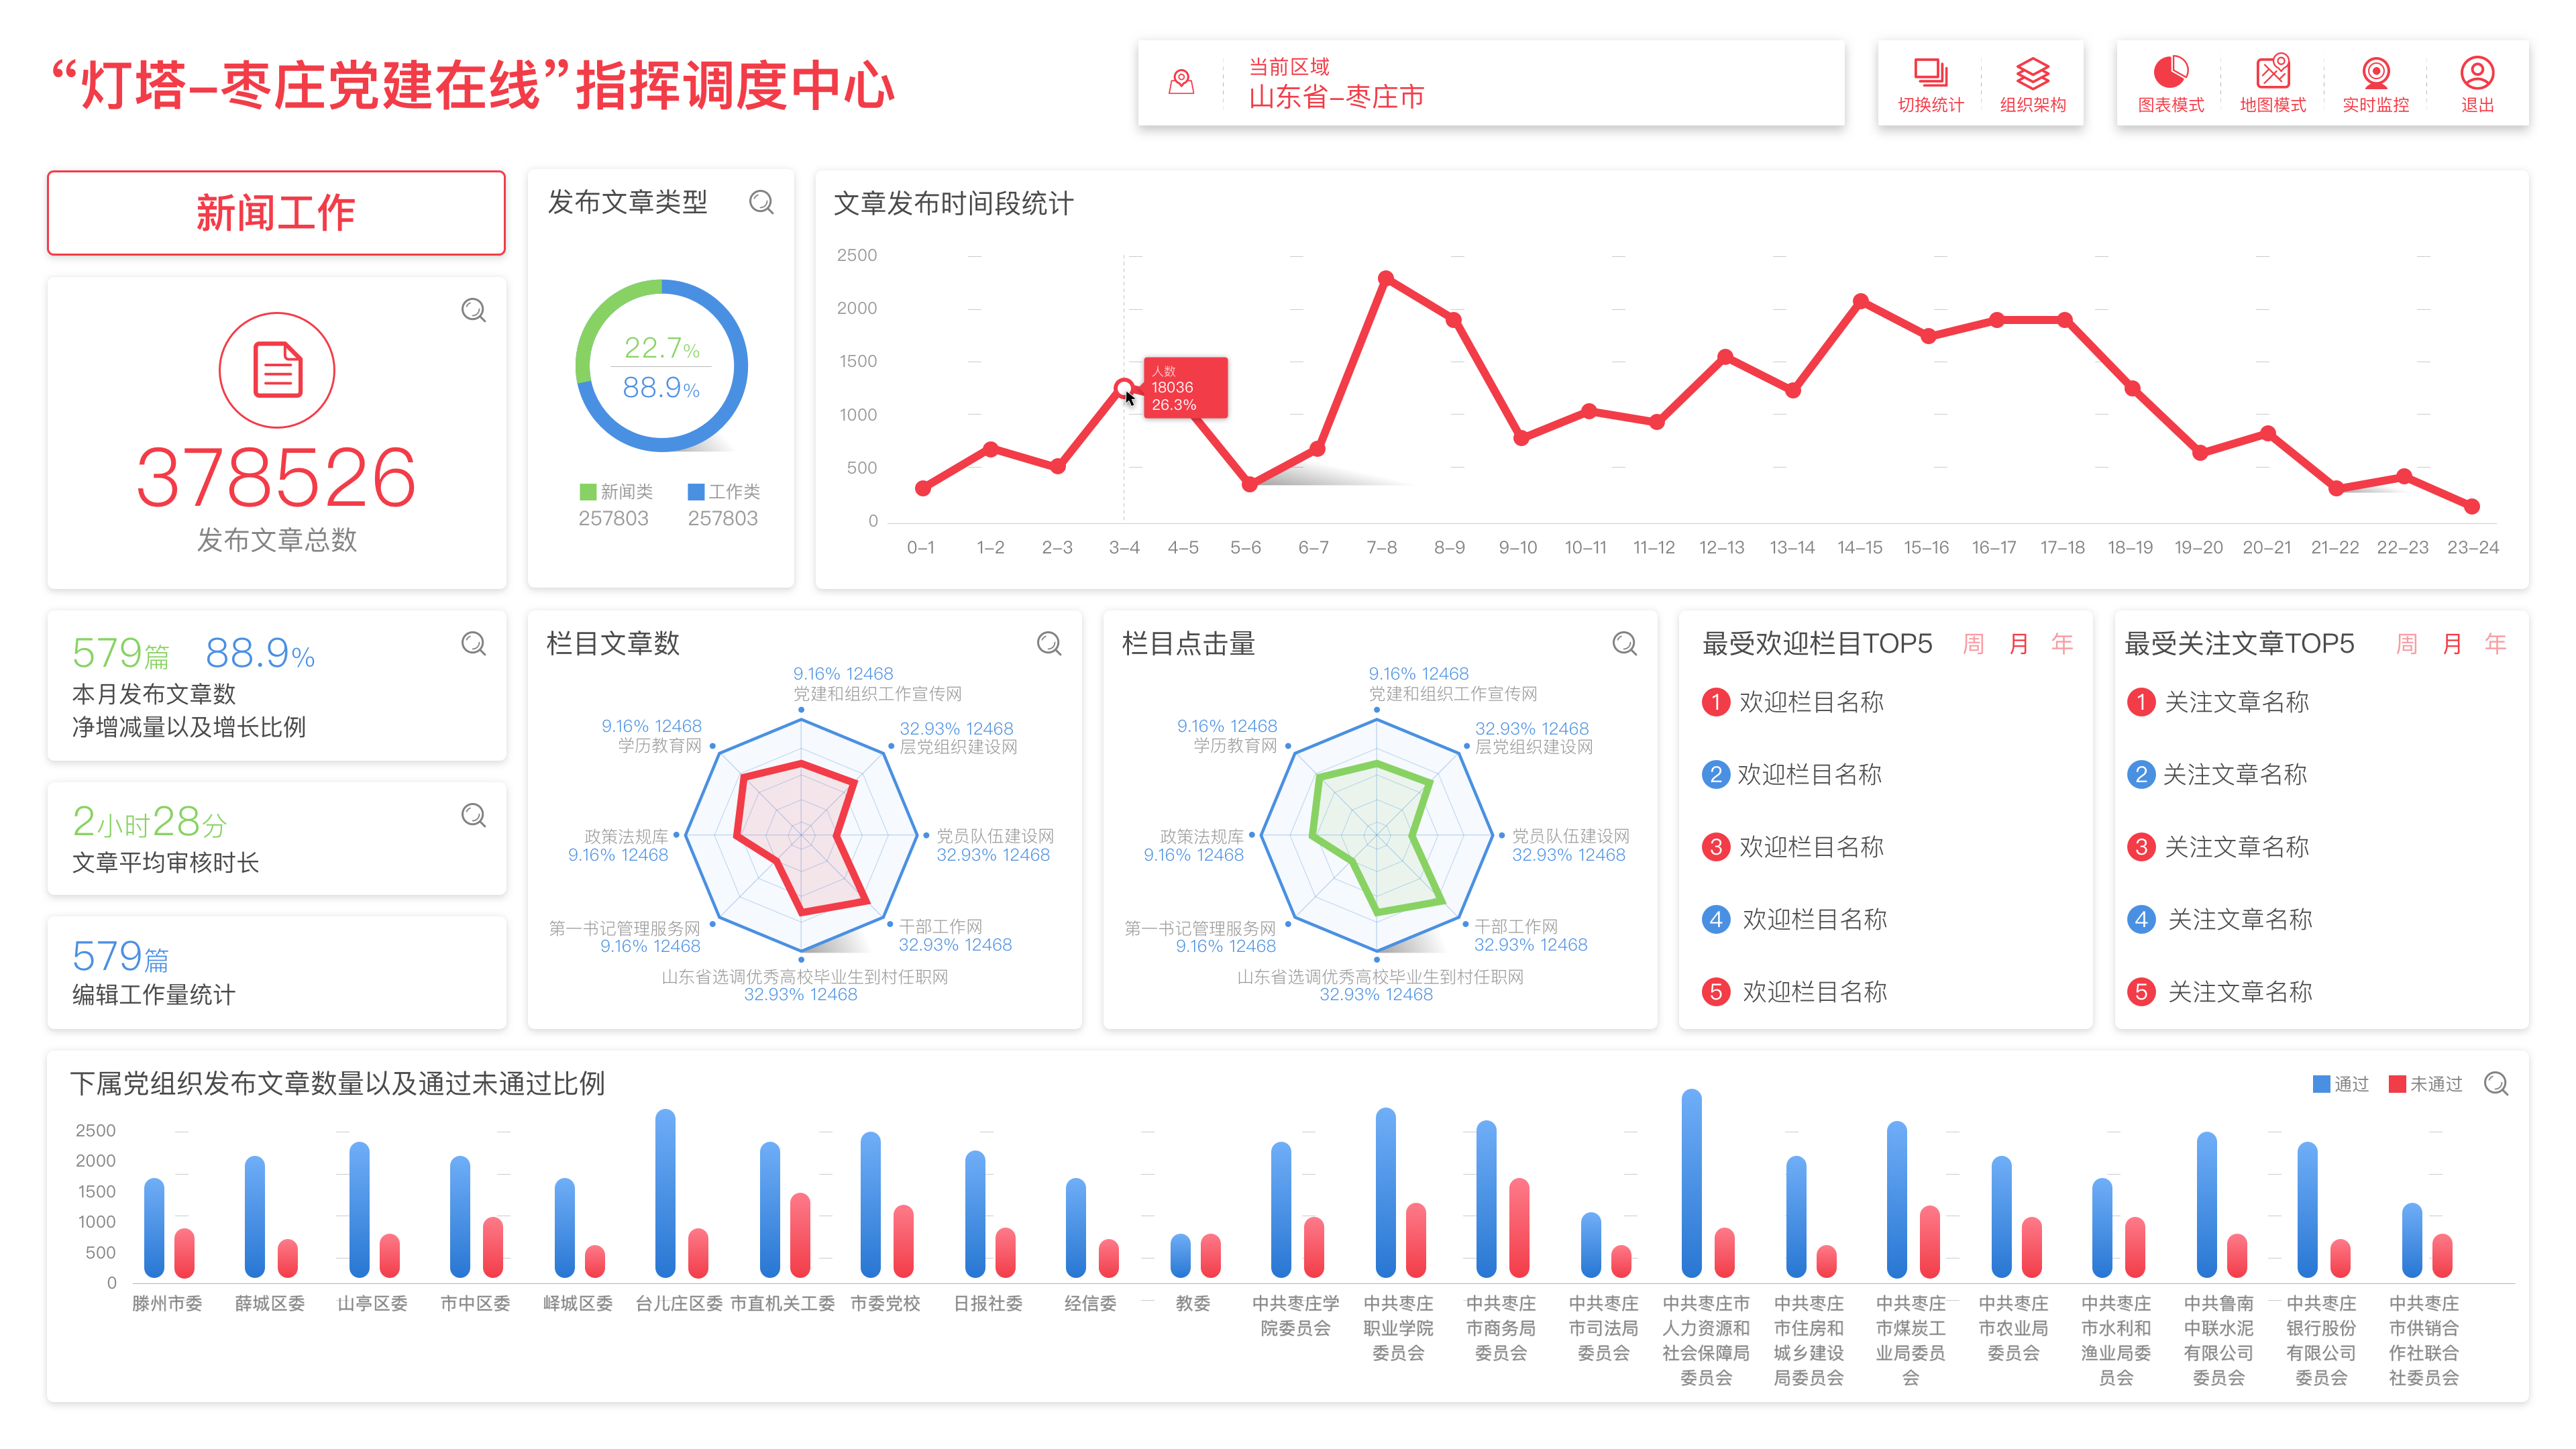 “灯塔–枣庄党建在线”指挥调度中心
当前区域
山东省–枣庄市
切换统计
组织架构
图表模式
地图模式
实时监控
退出
新闻工作
378526
发布文章总数
发布文章类型
22.7%
88.9%
新闻类
工作类
257803
257803
文章发布时间段统计
2500
2000
1500
1000
500
0
人数
18036
26.3%
0–1 1–2 2–3 3–4 4–5 5–6 6–7 7–8 8–9 9–10 10–11 11–12 12–13 13–14 14–15 15–16 16–17 17–18 18–19 19–20 20–21 21–22 22–23 23–24
579篇 88.9%
本月发布文章数
净增减量以及增长比例
2小时28分
文章平均审核时长
579篇
编辑工作量统计
栏目文章数
9.16% 12468
党建和组织工作宣传网
9.16% 12468
学历教育网
32.93% 12468
层党组织建设网
政策法规库
9.16% 12468
党员队伍建设网
32.93% 12468
第一书记管理服务网
9.16% 12468
干部工作网
32.93% 12468
山东省选调优秀高校毕业生到村任职网
32.93% 12468
栏目点击量
9.16% 12468
党建和组织工作宣传网
9.16% 12468
学历教育网
32.93% 12468
层党组织建设网
政策法规库
9.16% 12468
党员队伍建设网
32.93% 12468
第一书记管理服务网
9.16% 12468
干部工作网
32.93% 12468
山东省选调优秀高校毕业生到村任职网
32.93% 12468
最受欢迎栏目TOP5 周 月 年
1 欢迎栏目名称
2 欢迎栏目名称
3 欢迎栏目名称
4 欢迎栏目名称
5 欢迎栏目名称
最受关注文章TOP5 周 月 年
1 关注文章名称
2 关注文章名称
3 关注文章名称
4 关注文章名称
5 关注文章名称
下属党组织发布文章数量以及通过未通过比例
通过 未通过
2500
2000
1500
1000
500
0
滕州市委
薛城区委
山亭区委
市中区委
峄城区委
台儿庄区委
市直机关工委
市委党校
日报社委
经信委
教委
中共枣庄学
院委员会
中共枣庄
职业学院
委员会
中共枣庄
市商务局
委员会
中共枣庄
市司法局
委员会
中共枣庄市
人力资源和
社会保障局
委员会
中共枣庄
市住房和
城乡建设
局委员会
中共枣庄
市煤炭工
业局委员
会
中共枣庄
市农业局
委员会
中共枣庄
市水利和
渔业局委
员会
中共鲁南
中联水泥
有限公司
委员会
中共枣庄
银行股份
有限公司
委员会
中共枣庄
市供销合
作社联合
社委员会